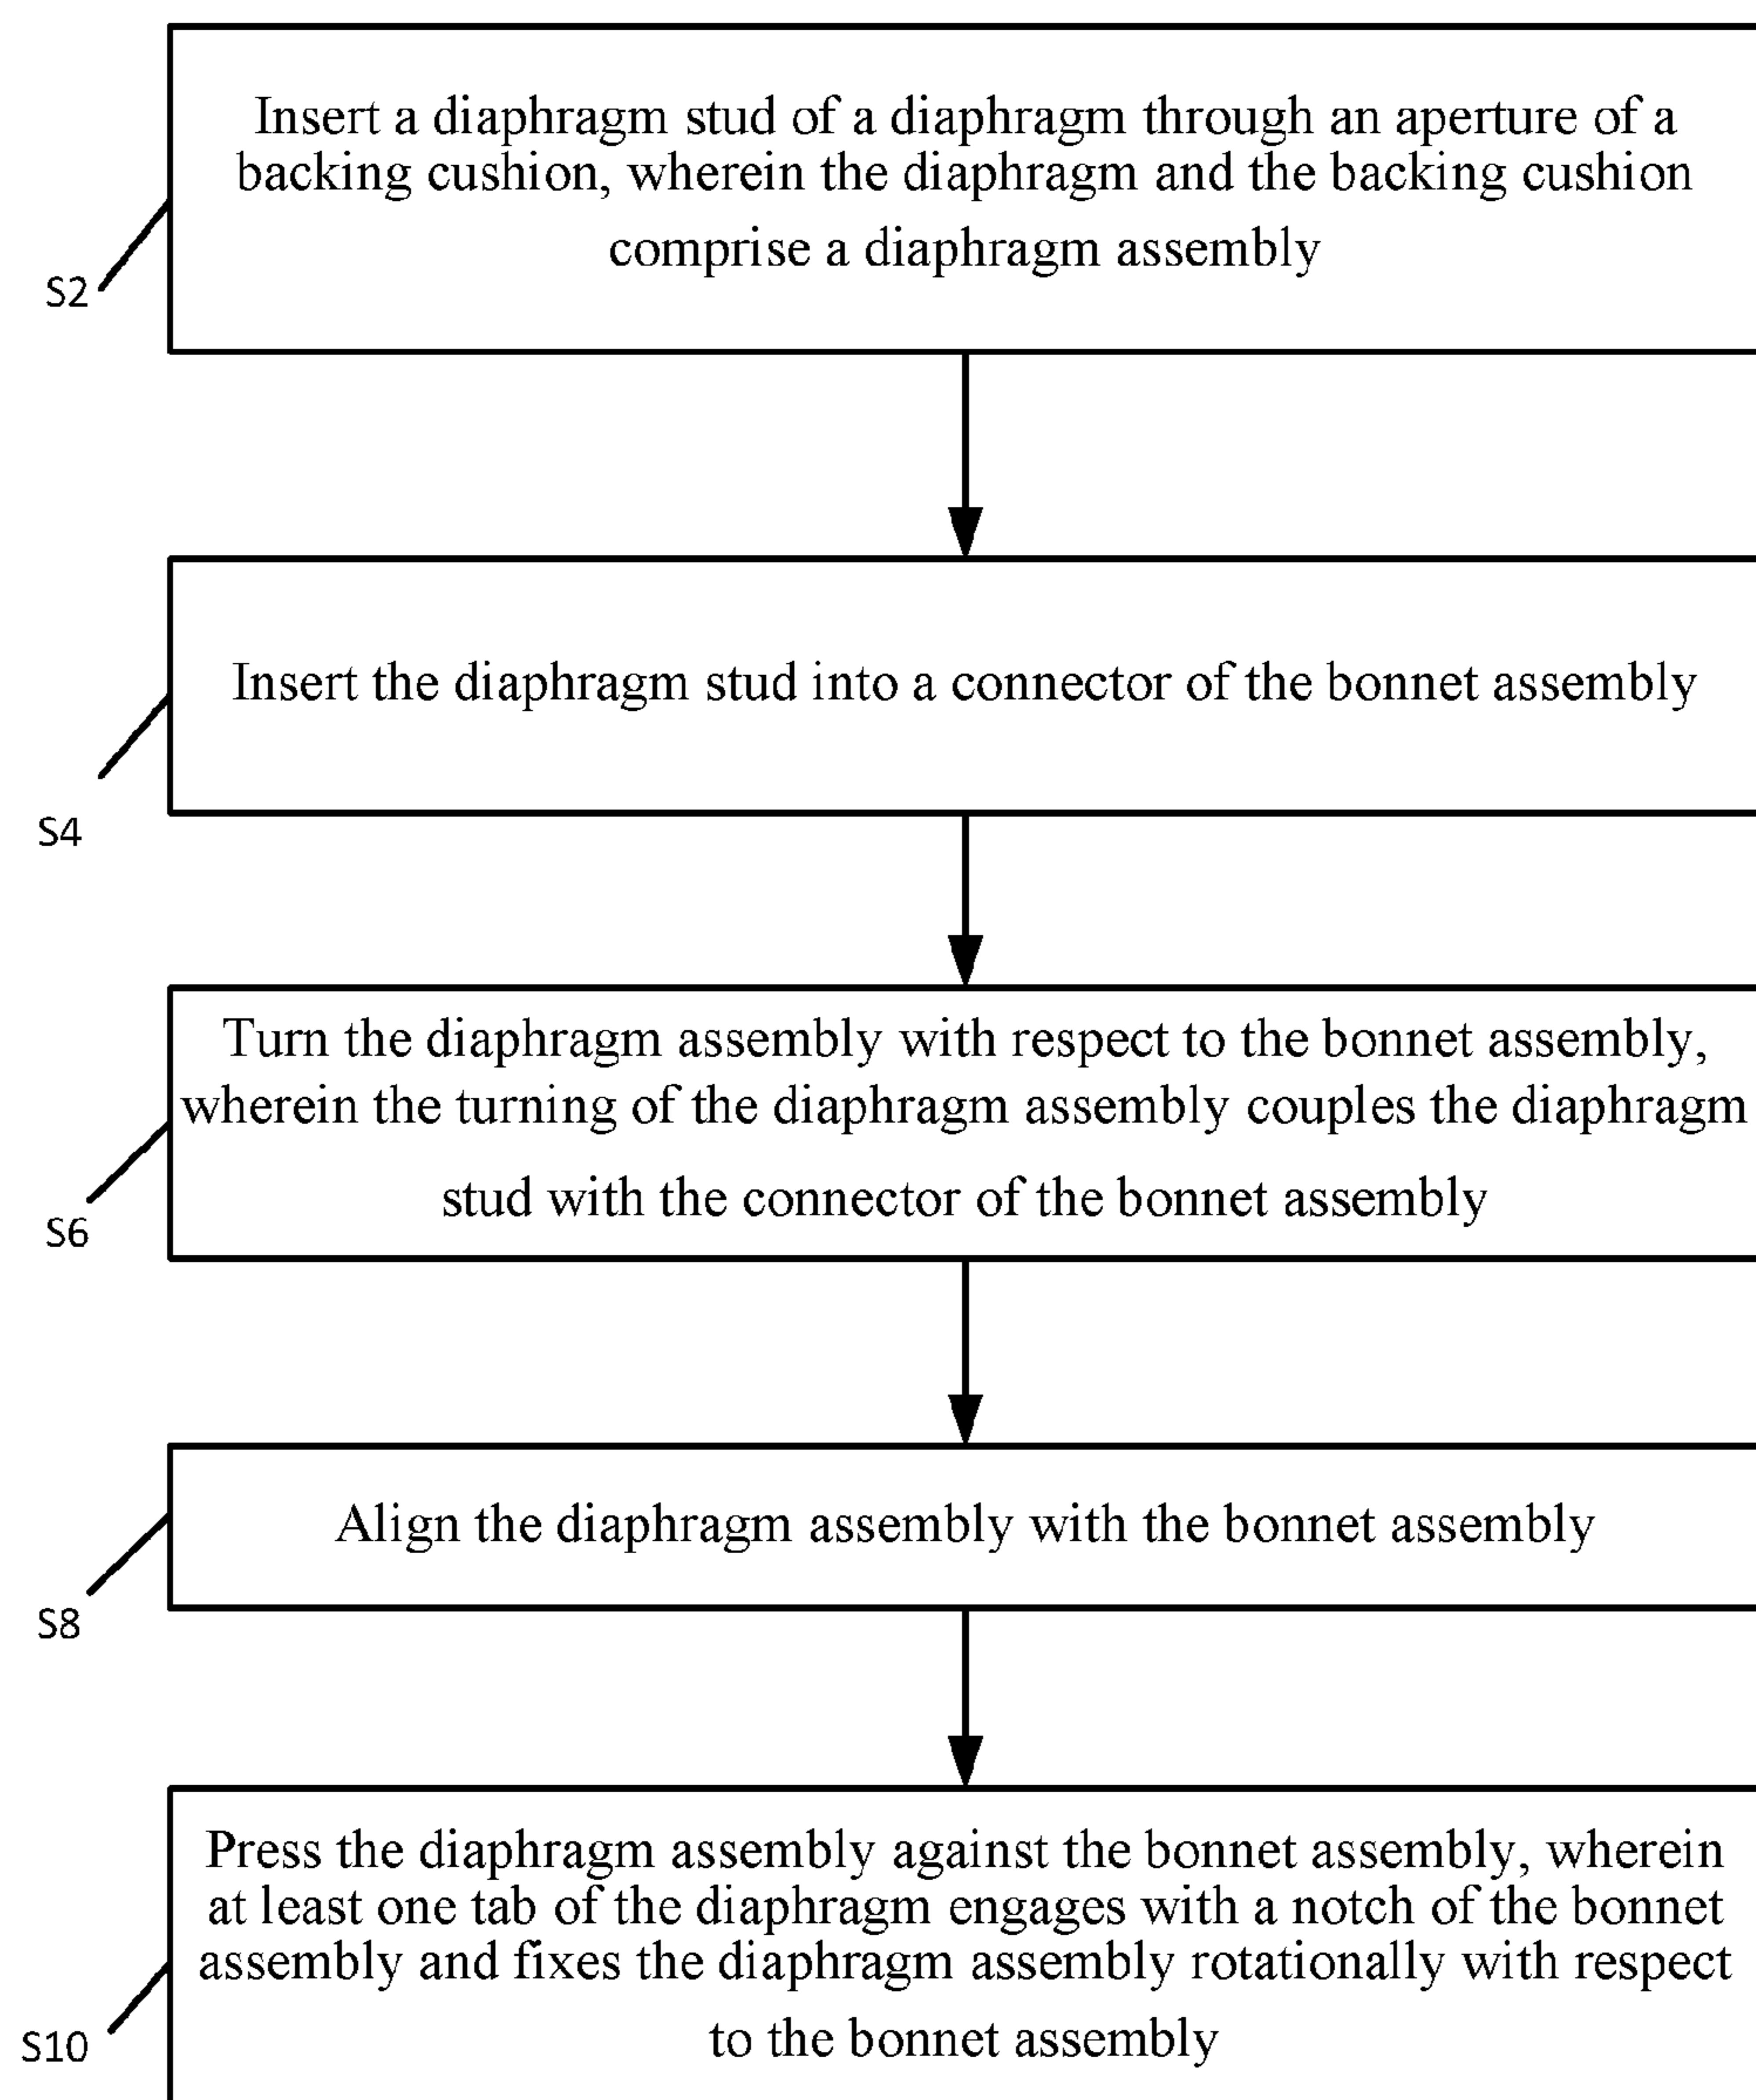 Insert a diaphragm stud of a diaphragm through an aperture of a
backing cushion, wherein the diaphragm and the backing cushion
comprise a diaphragm assembly
S2
Insert the diaphragm stud into a connector of the bonnet assembly
S4
Turn the diaphragm assembly with respect to the bonnet assembly,
wherein the turning of the diaphragm assembly couples the diaphragm
stud with the connector of the bonnet assembly
S6
Align the diaphragm assembly with the bonnet assembly
S8
Press the diaphragm assembly against the bonnet assembly, wherein
at least one tab of the diaphragm engages with a notch of the bonnet
assembly and fixes the diaphragm assembly rotationally with respect
to the bonnet assembly
S10